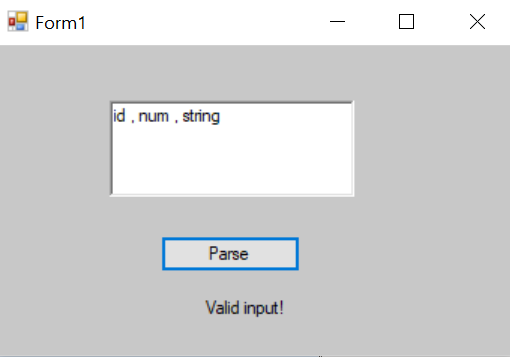 Form1
id , num , string
Parse
Valid input!